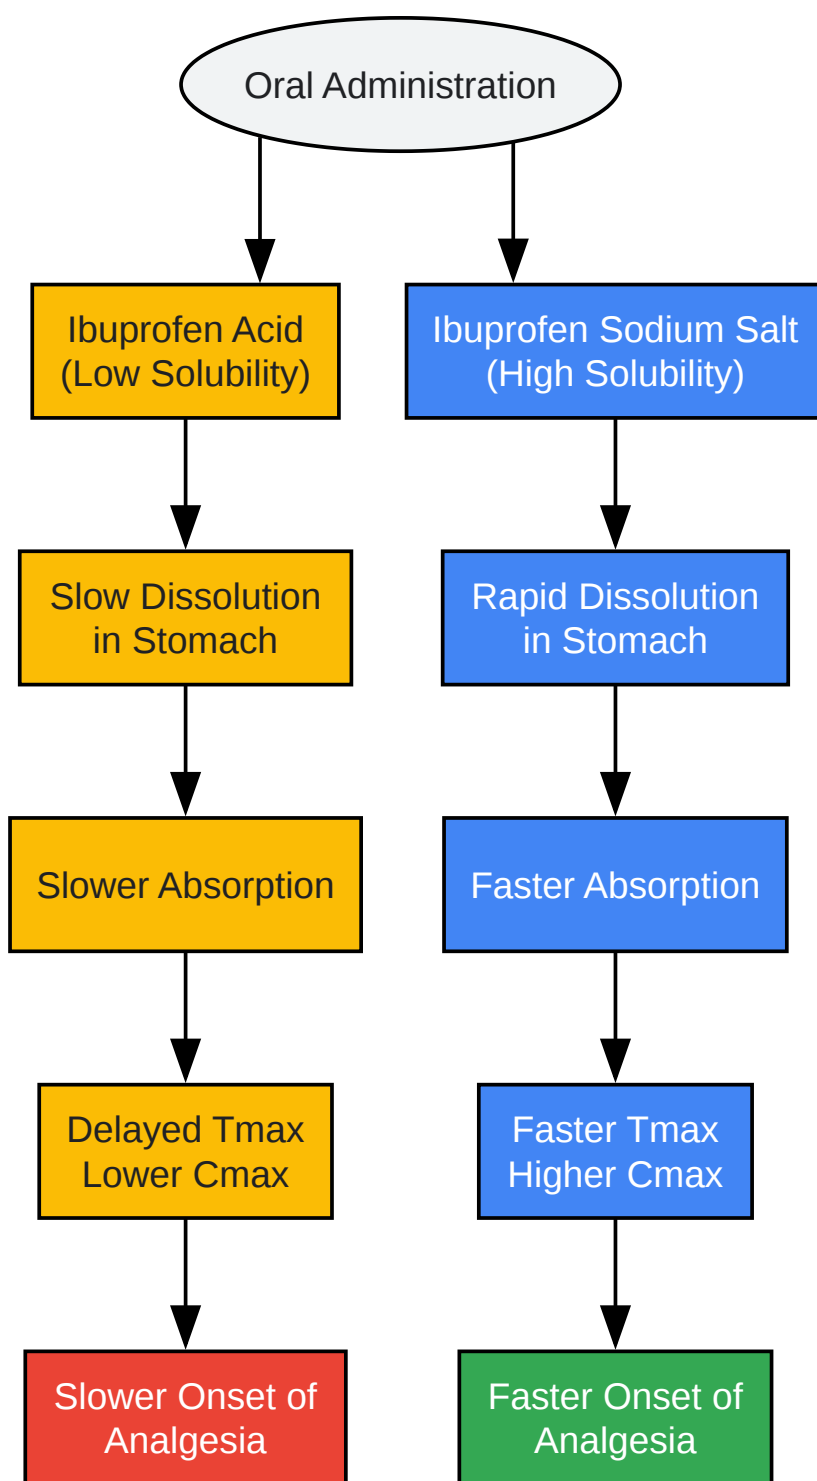 Oral Administration
Ibuprofen Acid
(Low Solubility)
Ibuprofen Sodium Salt
(High Solubility)
Slow Dissolution
in Stomach
Rapid Dissolution
in Stomach
Slower Absorption
Faster Absorption
Delayed Tmax
Lower Cmax
Faster Tmax
Higher Cmax
Slower Onset of
Analgesia
Faster Onset of
Analgesia